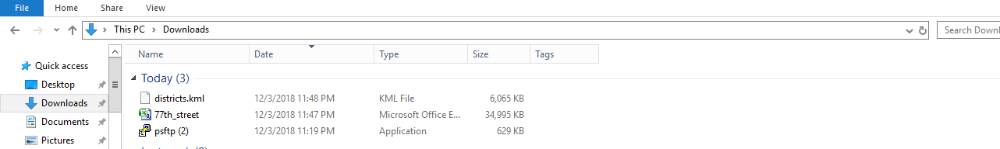 File Home Share View
This PC > Downloads Search Downl
Name Date Type Size Tags
Quick access
Today (3)
Desktop
districts.kml 12/3/2018 11:48 PM KML File 6,065 KB
Downloads
77th_street 12/3/2018 11:47 PM Microsoft Office E... 34,995 KB
Documents
psftp (2) 12/3/2018 11:19 PM Application 629 KB
Pictures